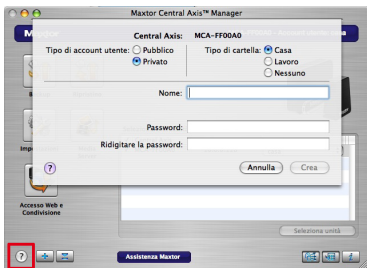 Maxtor Central Axis™ Manager
Central Axis: MCA-FF00A0
Tipo di account utente: Pubblico
Privato
Tipo di cartella: Casa
Lavoro
Nessuno
Nome:
Password:
Ridigitare la password:
?
Annulla
Crea
Accesso Web e
Condivisione
Seleziona unità
?
Assistenza Maxtor
i